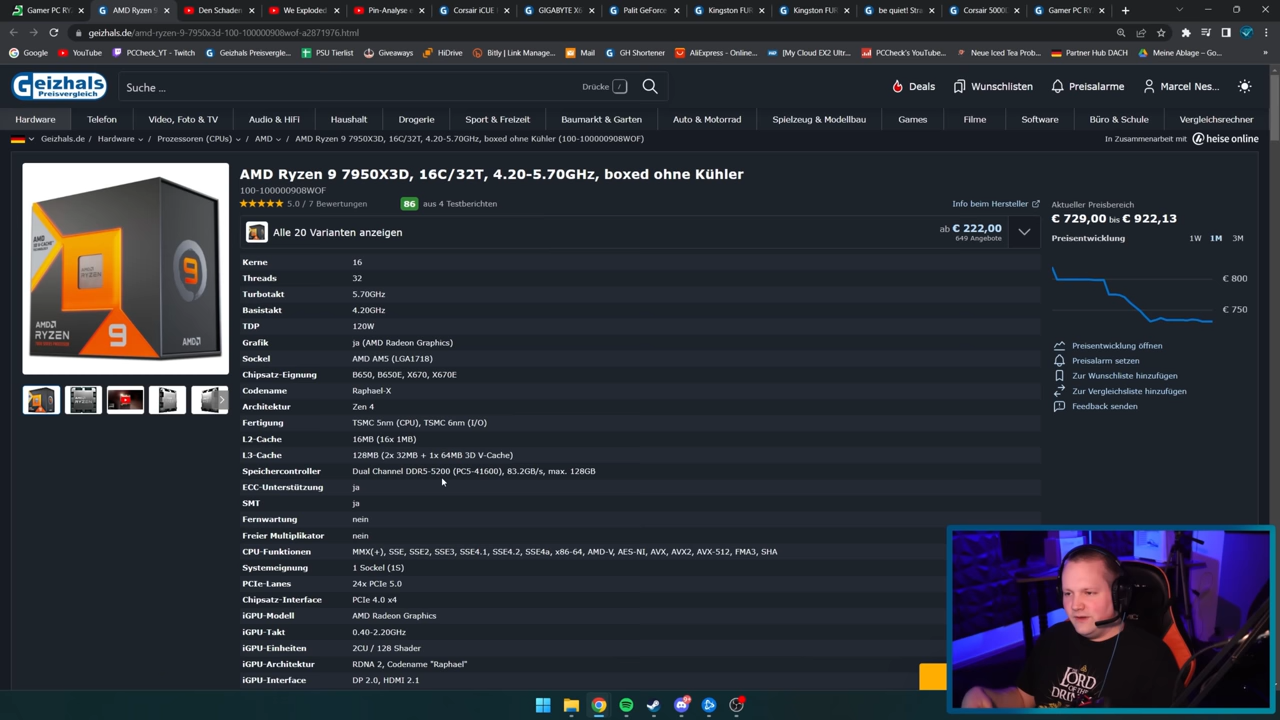 Gamer PC RY
AMD Ryzen 9
Den Schaden
We Exploded
Pin-Analyse
Corsair iCUE
GIGABYTE X6
Palit GeForce
Kingston FUR
Kingston FUR
be quiet! Stra
Corsair 5000
Gamer PC RY
geizhals.de/amd-ryzen-9-7950x3d-100-100000908wof-a2871976.html
Google
YouTube
PCCheck_YT - Twitch
Geizhals Preisvergle...
PSU Tierlist
Giveaways
HiDrive
Bitly | Link Manage...
Mail
GH Shortener
AliExpress - Online...
[My Cloud EX2 Ultr...
PCCheck's YouTube...
Neue Iced Tea Prob...
Partner Hub DACH
Meine Ablage – Go...
Geizhals
Preisvergleich
Suche ...
Drücke /
Deals
Wunschlisten
Preisalarme
Marcel Nes...
Hardware
Telefon
Video, Foto & TV
Audio & HiFi
Haushalt
Drogerie
Sport & Freizeit
Baumarkt & Garten
Auto & Motorrad
Spielzeug & Modellbau
Games
Filme
Software
Büro & Schule
Vergleichsrechner
Geizhals.de / Hardware / Prozessoren (CPUs) / AMD / AMD Ryzen 9 7950X3D, 16C/32T, 4.20-5.70GHz, boxed ohne Kühler (100-100000908WOF)
In Zusammenarbeit mit heise online
AMD Ryzen 9 7950X3D, 16C/32T, 4.20-5.70GHz, boxed ohne Kühler
100-100000908WOF
5.0 / 7 Bewertungen 86 aus 4 Testberichten
Info beim Hersteller
Alle 20 Varianten anzeigen
ab € 222,00
649 Angebote
Kerne 16
Threads 32
Turbotakt 5.70GHz
Basistakt 4.20GHz
TDP 120W
Grafik ja (AMD Radeon Graphics)
Sockel AMD AM5 (LGA1718)
Chipsatz-Eignung B650, B650E, X670, X670E
Codename Raphael-X
Architektur Zen 4
Fertigung TSMC 5nm (CPU), TSMC 6nm (I/O)
L2-Cache 16MB (16x 1MB)
L3-Cache 128MB (2x 32MB + 1x 64MB 3D V-Cache)
Speichercontroller Dual Channel DDR5-5200 (PC5-41600), 83.2GB/s, max. 128GB
ECC-Unterstützung ja
SMT ja
Fernwartung nein
Freier Multiplikator nein
CPU-Funktionen MMX(+), SSE, SSE2, SSE3, SSE4.1, SSE4.2, SSE4a, x86-64, AMD-V, AES-NI, AVX, AVX2, AVX-512, FMA3, SHA
Systemeignung 1 Sockel (1S)
PCIe-Lanes 24x PCIe 5.0
Chipsatz-Interface PCIe 4.0 x4
iGPU-Modell AMD Radeon Graphics
iGPU-Takt 0.40-2.20GHz
iGPU-Einheiten 2CU / 128 Shader
iGPU-Architektur RDNA 2, Codename "Raphael"
iGPU-Interface DP 2.0, HDMI 2.1
Aktueller Preisbereich
€ 729,00 bis € 922,13
Preisentwicklung 1W 1M 3M
€ 800
€ 750
Preisentwicklung öffnen
Preisalarm setzen
Zur Wunschliste hinzufügen
Zur Vergleichsliste hinzufügen
Feedback senden
AMD
RYZEN
9
9
AMD
RYZEN
AMD
THE
LORD
OF THE